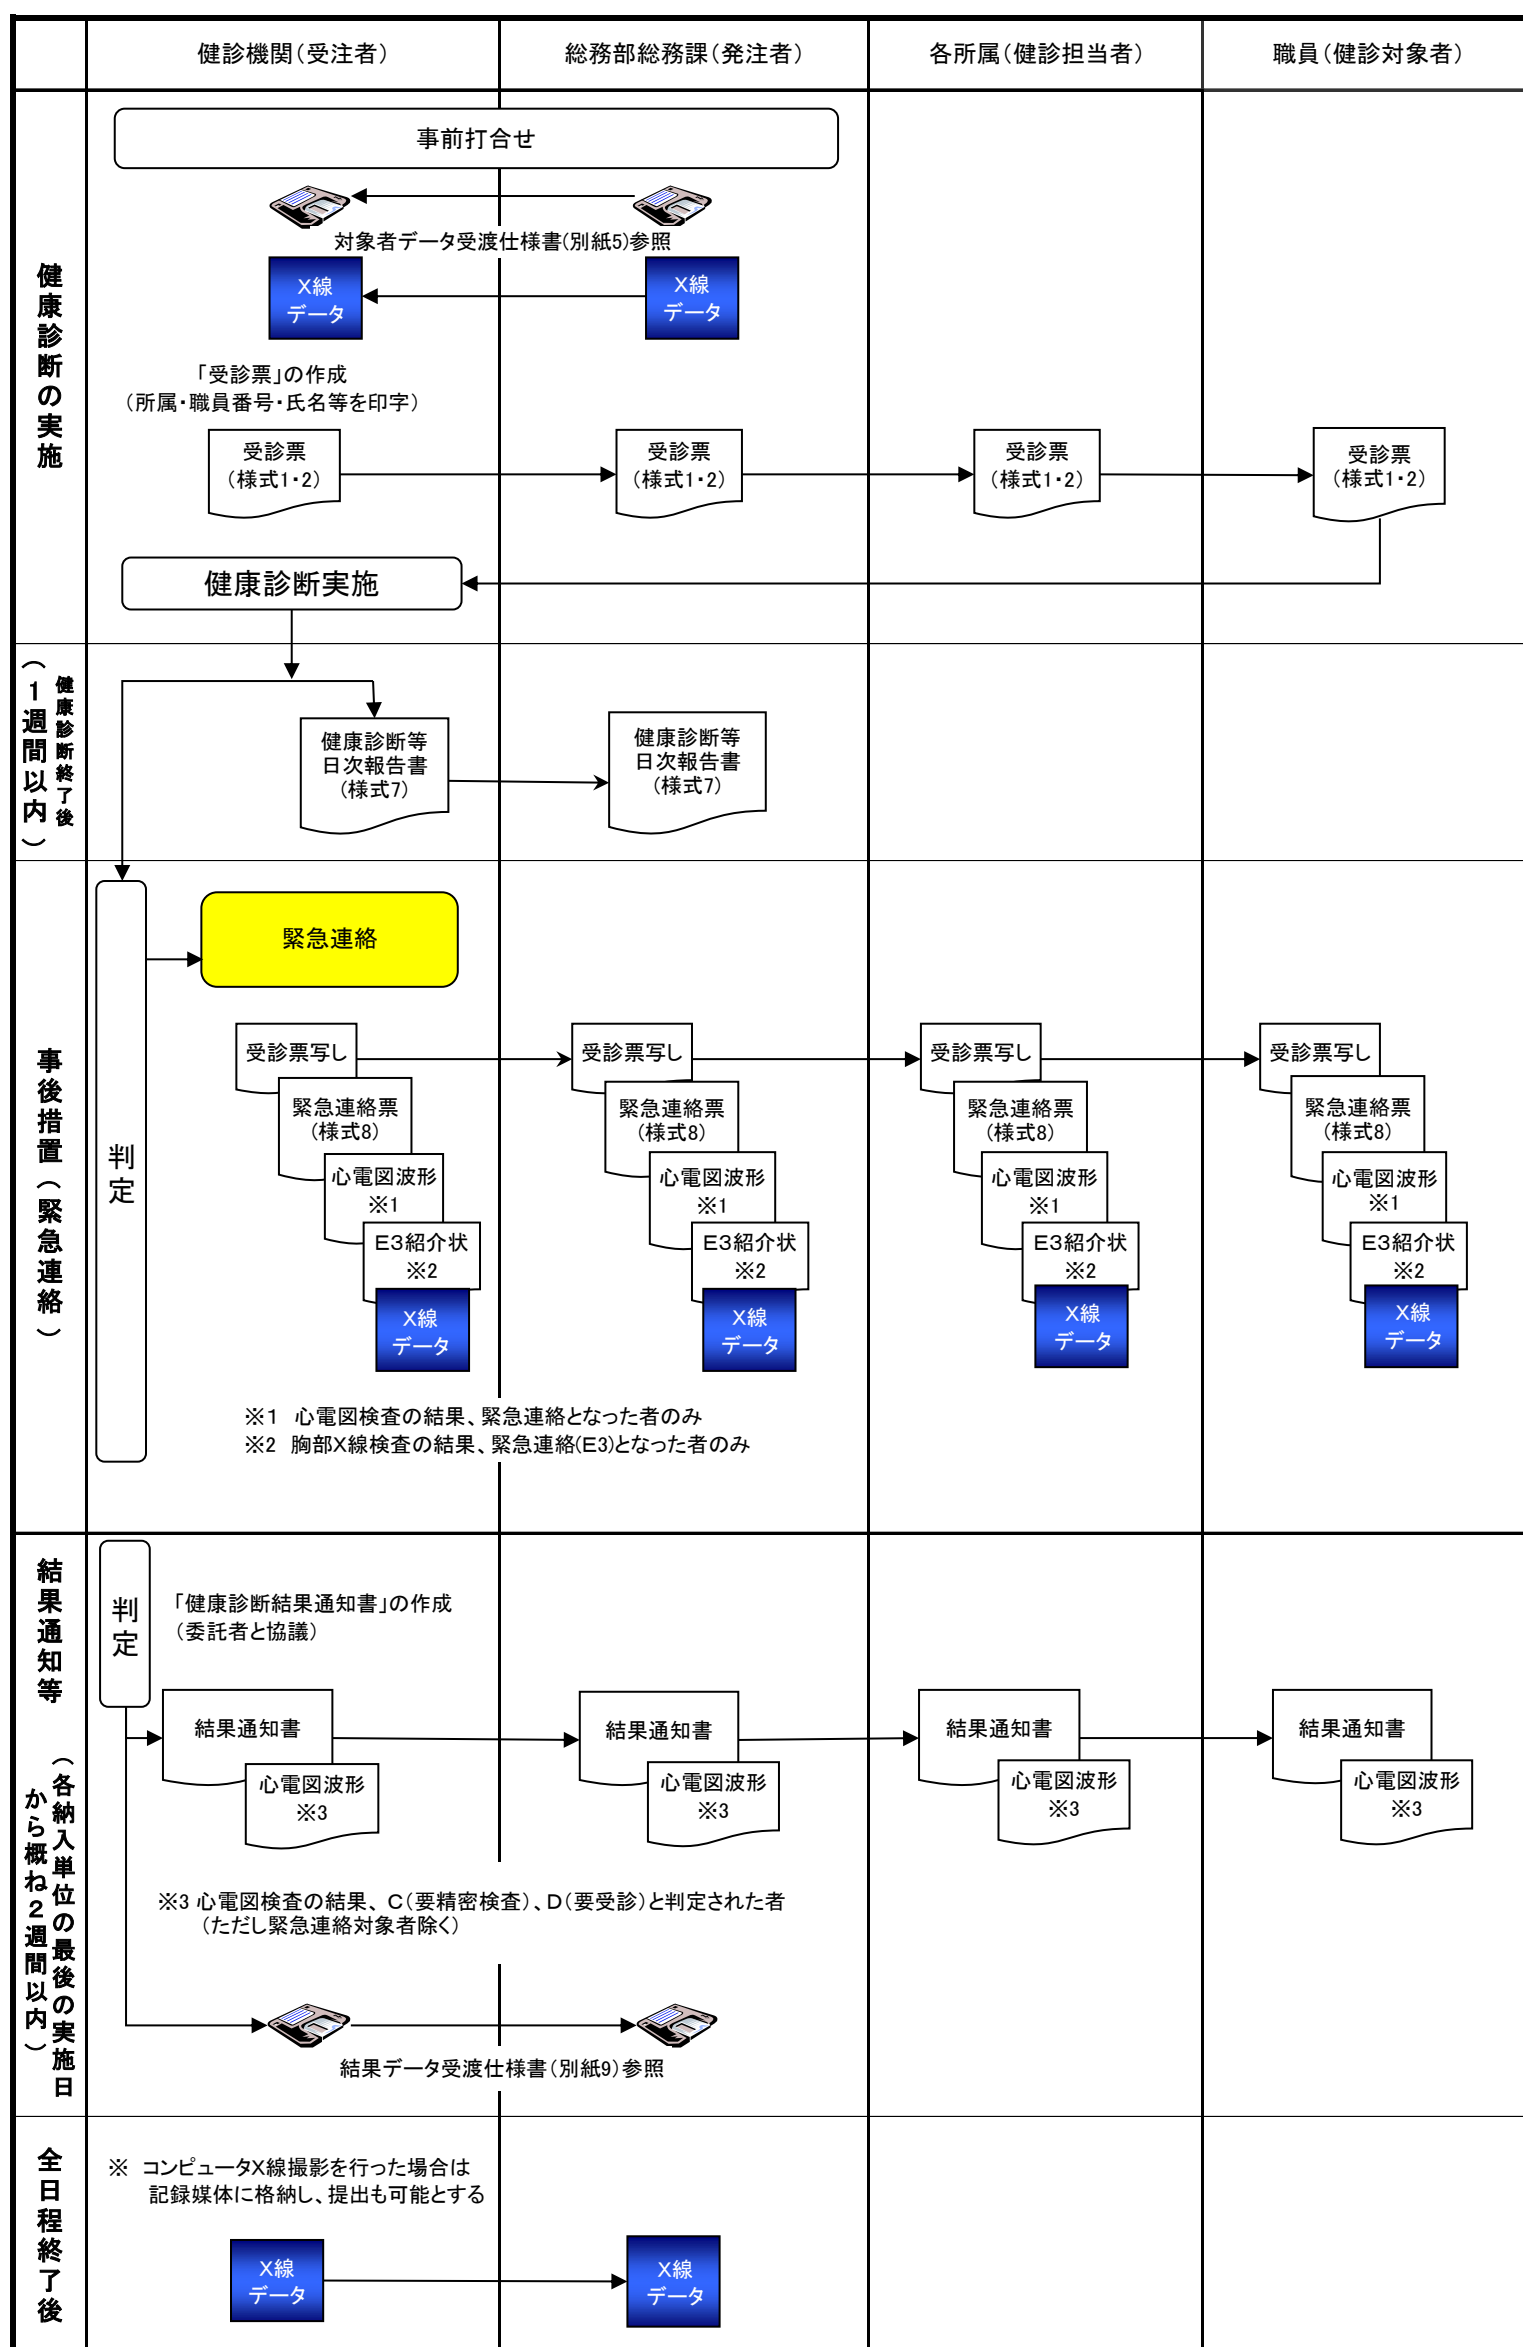 健診機関（受注者）
総務部総務課（発注者）
各所属（健診担当者）
職員（健診対象者）
健康診断の実施
事前打合せ
対象者データ受渡仕様書(別紙5)参照
X線
データ
X線
データ
「受診票」の作成
（所属・職員番号・氏名等を印字）
受診票
（様式1・2）
受診票
（様式1・2）
受診票
（様式1・2）
受診票
（様式1・2）
健康診断実施
健康診断終了後
（1週間以内）
健康診断等
日次報告書
（様式7）
健康診断等
日次報告書
（様式7）
事後措置（緊急連絡）
判定
緊急連絡
受診票写し
緊急連絡票
（様式8）
心電図波形
※1
E3紹介状
※2
X線
データ
受診票写し
緊急連絡票
（様式8）
心電図波形
※1
E3紹介状
※2
X線
データ
受診票写し
緊急連絡票
（様式8）
心電図波形
※1
E3紹介状
※2
X線
データ
受診票写し
緊急連絡票
（様式8）
心電図波形
※1
E3紹介状
※2
X線
データ
※1　心電図検査の結果、緊急連絡となった者のみ
※2　胸部X線検査の結果、緊急連絡(E3)となった者のみ
結果通知等
（各納入単位の最後の実施日
から概ね2週間以内）
判定
「健康診断結果通知書」の作成
（委託者と協議）
結果通知書
心電図波形
※3
結果通知書
心電図波形
※3
結果通知書
心電図波形
※3
結果通知書
心電図波形
※3
※3 心電図検査の結果、C（要精密検査）、D（要受診）と判定された者
（ただし緊急連絡対象者除く）
結果データ受渡仕様書（別紙9）参照
全日程終了後
※　コンピュータX線撮影を行った場合は
記録媒体に格納し、提出も可能とする
X線
データ
X線
データ